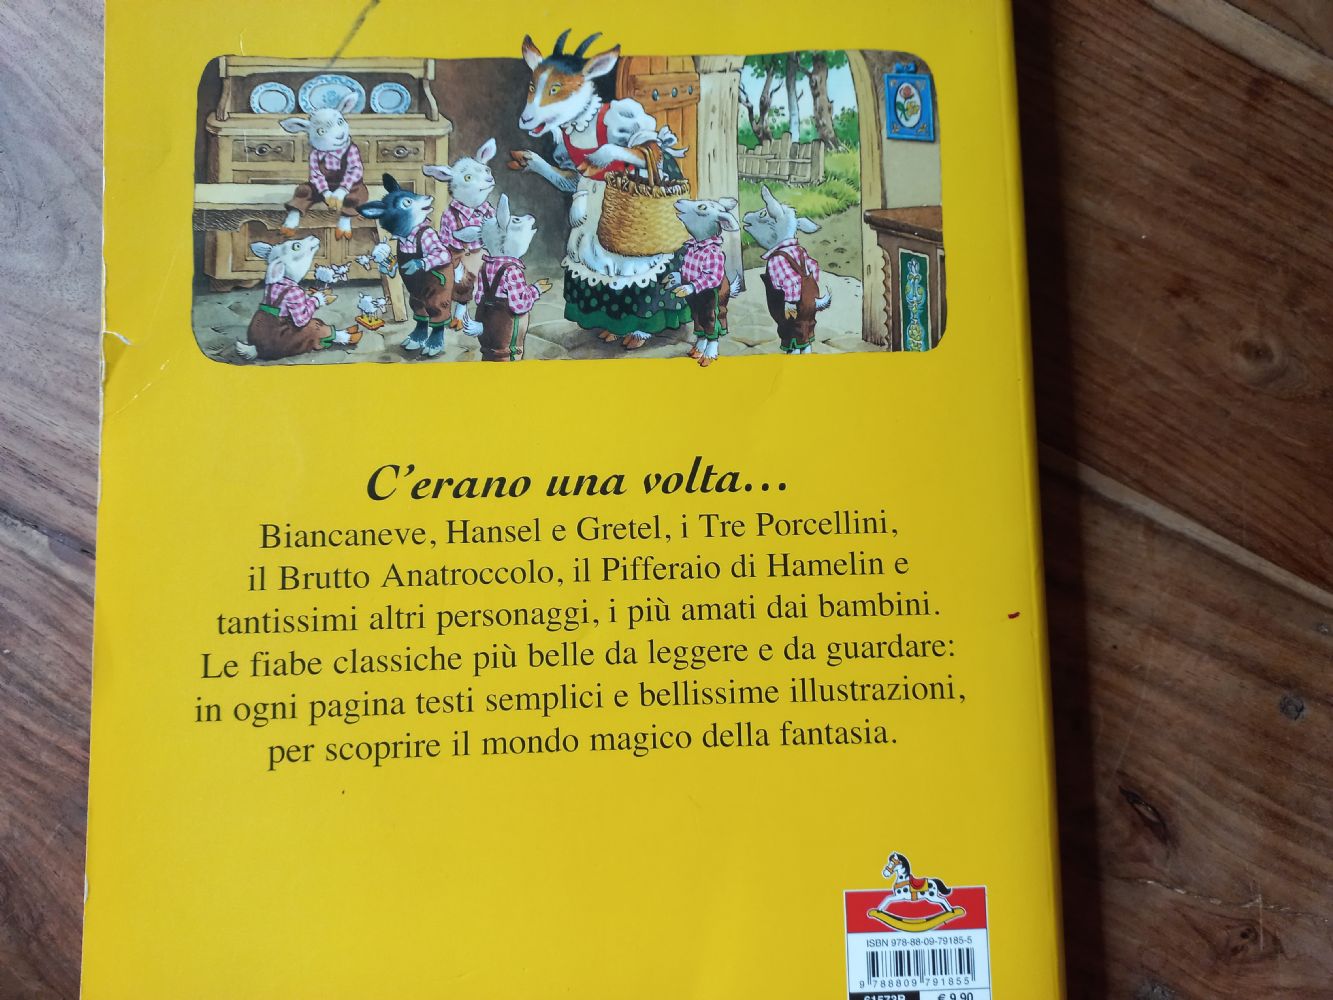 C'erano una volta...
Biancaneve, Hansel e Gretel, i Tre Porcellini,
il Brutto Anatroccolo, il Pifferaio di Hamelin e
tantissimi altri personaggi, i più amati dai bambini.
Le fiabe classiche più belle da leggere e da guardare:
in ogni pagina testi semplici e bellissime illustrazioni,
per scoprire il mondo magico della fantasia.
ISBN 978-88-09-79185-5
9 788809 791855
61573R € 9,90